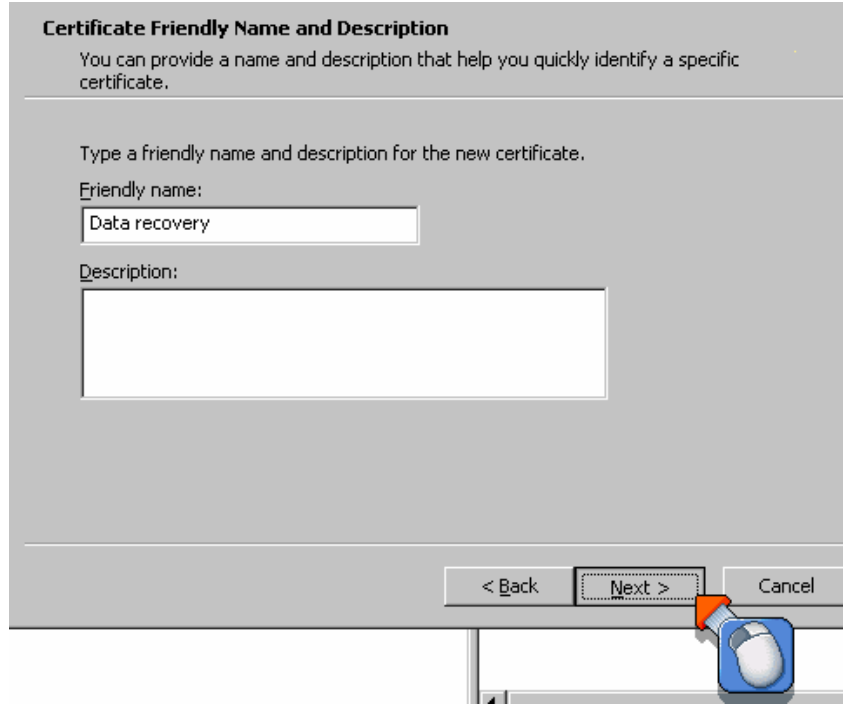 Certificate Friendly Name and Description
You can provide a name and description that help you quickly identify a specific
certificate.
Type a friendly name and description for the new certificate.
Friendly name:
Data recovery
Description:
< Back Next > Cancel